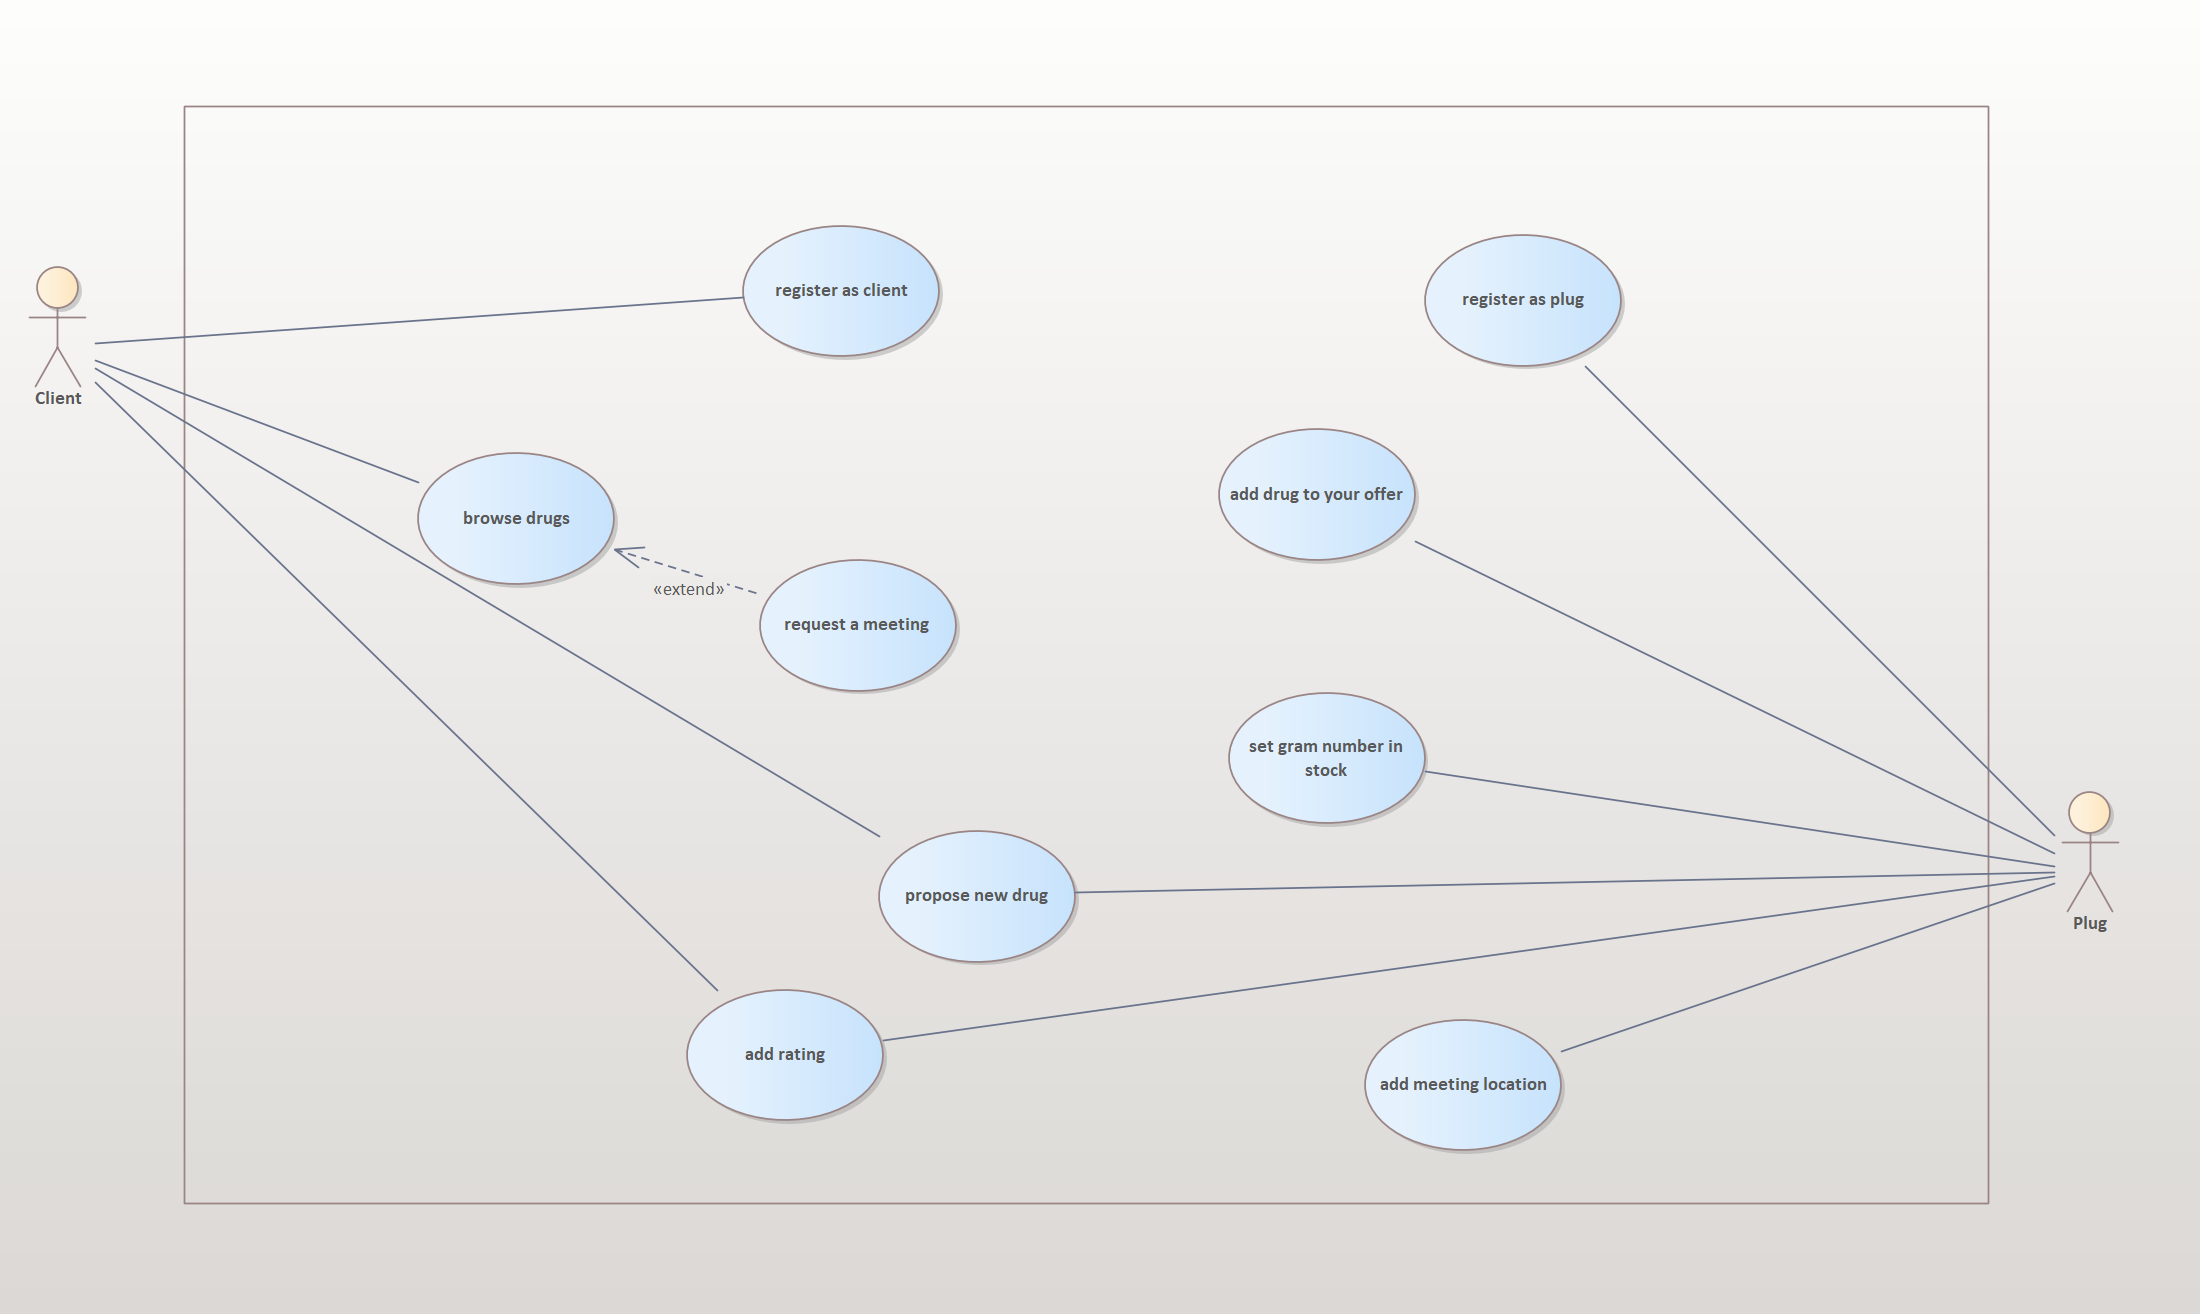 register as client
register as plug
Client
add drug to your offer
browse drugs
«extend»
request a meeting
set gram number in
stock
propose new drug
Plug
add rating
add meeting location